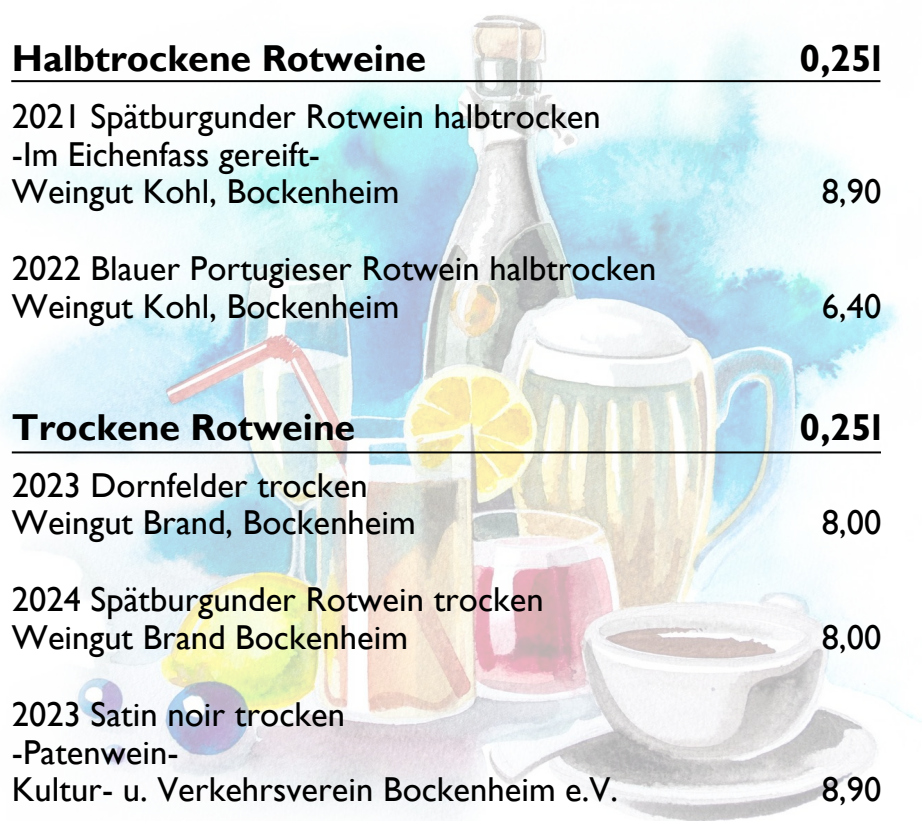 Halbtrockene Rotweine 0,25l
2021 Spätburgunder Rotwein halbtrocken
-Im Eichenfass gereift-
Weingut Kohl, Bockenheim 8,90
2022 Blauer Portugieser Rotwein halbtrocken
Weingut Kohl, Bockenheim 6,40
Trockene Rotweine 0,25l
2023 Dornfelder trocken
Weingut Brand, Bockenheim 8,00
2024 Spätburgunder Rotwein trocken
Weingut Brand Bockenheim 8,00
2023 Satin noir trocken
-Patenwein-
Kultur- u. Verkehrsverein Bockenheim e.V. 8,90